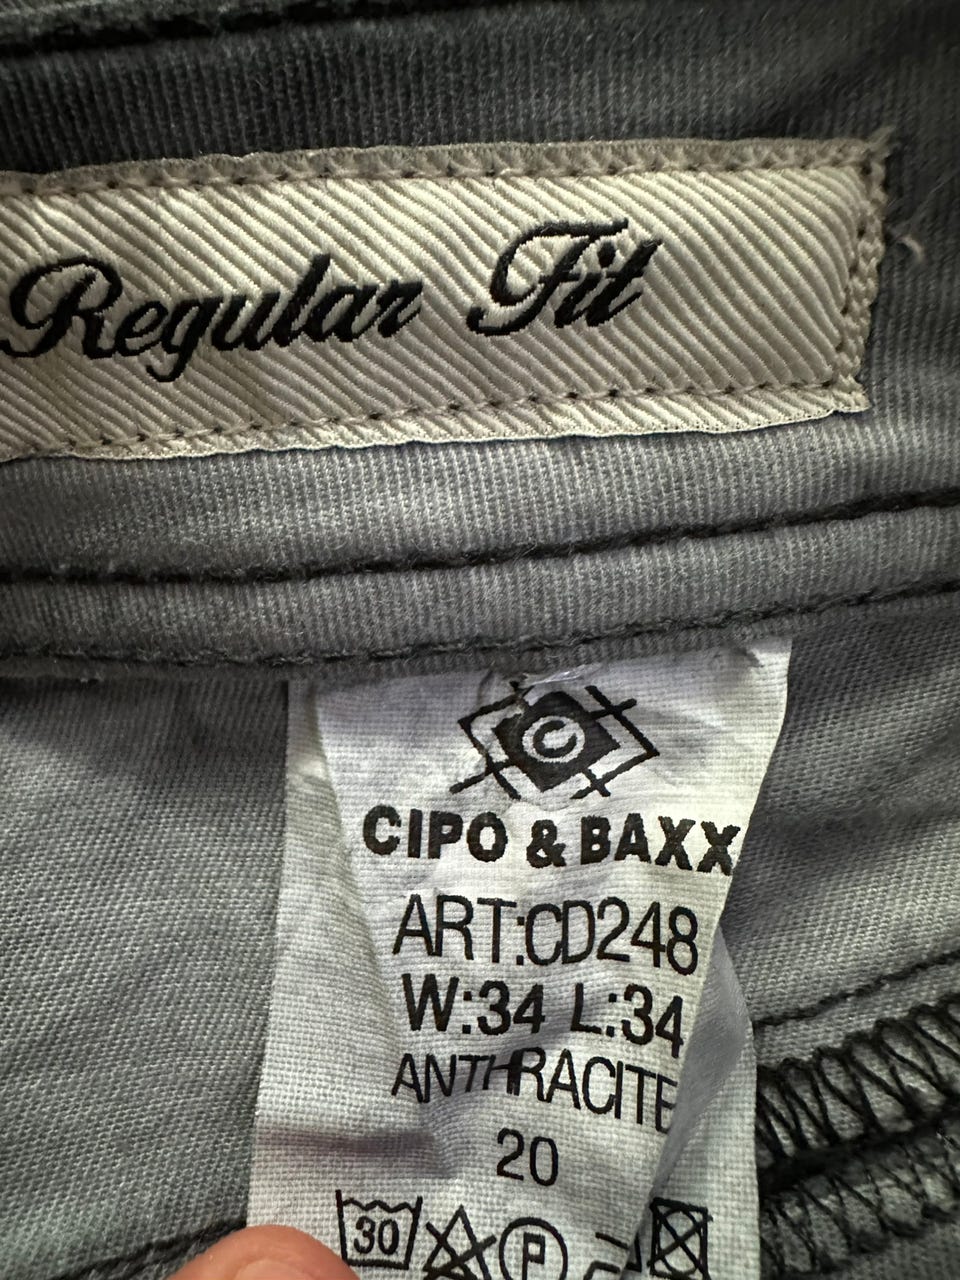 Regular Fit
C
CIPO & BAXX
ART:CD248
W:34 L:34
ANTHRACITE
20
30
P